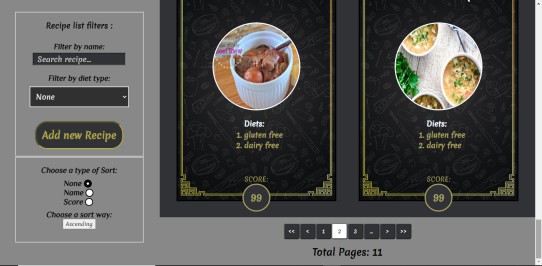 Recipe list filters :
Filter by name:
Search recipe...
Filter by diet type:
None
Add new Recipe
Choose a type of Sort:
None
Name
Score
Choose a sort way:
Ascending
Diets:
1. gluten free
2. dairy free
SCORE:
99
Diets:
1. gluten free
2. dairy free
SCORE:
99
<< < 1 2 3 ... > >>
Total Pages: 11